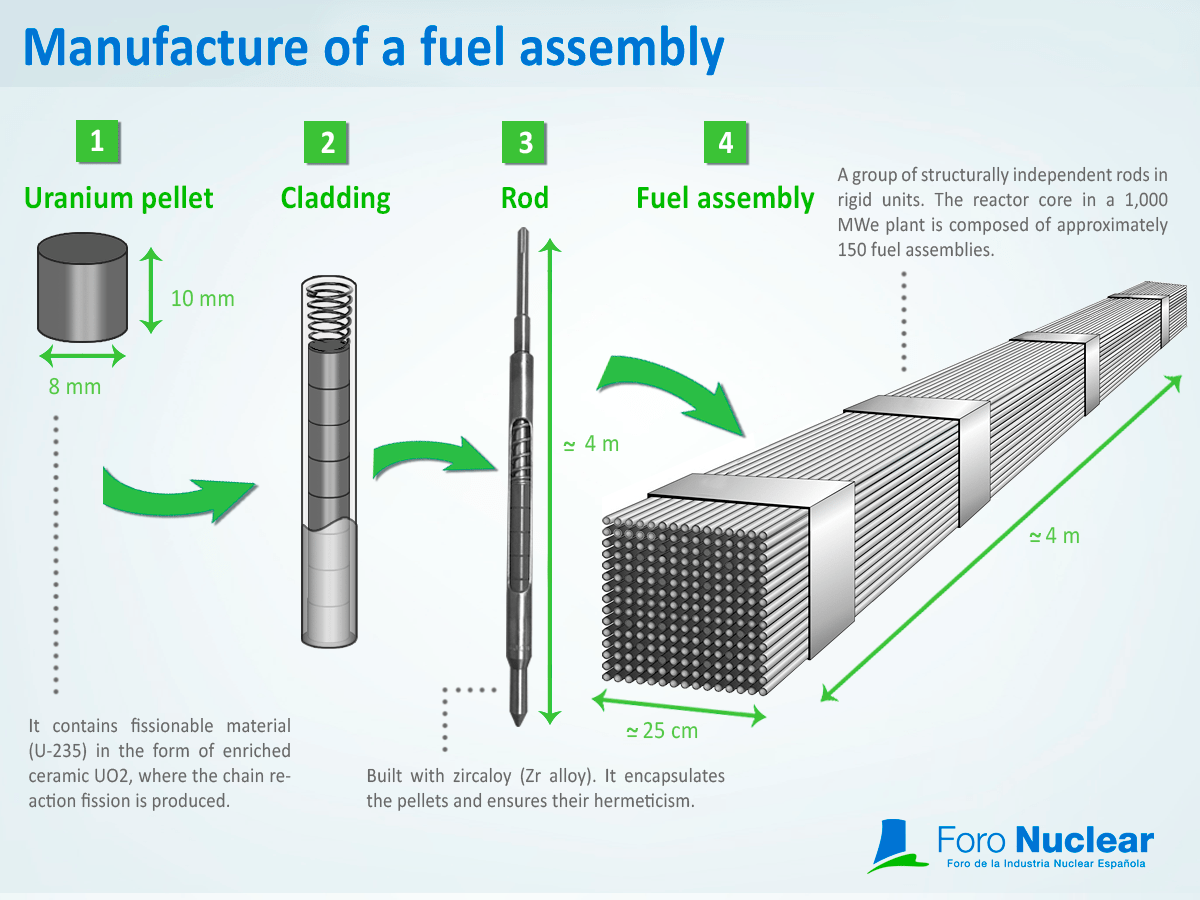 Manufacture of a fuel assembly
1
Uranium pellet
10 mm
8 mm
It contains fissionable material
(U-235) in the form of enriched
ceramic UO2, where the chain re-
action fission is produced.
2
Cladding
3
Rod
≃ 4 m
Built with zircaloy (Zr alloy). It encapsulates
the pellets and ensures their hermeticism.
4
Fuel assembly
A group of structurally independent rods in
rigid units. The reactor core in a 1,000
MWe plant is composed of approximately
150 fuel assemblies.
≃ 4 m
≃ 25 cm
Foro Nuclear
Foro de la Industria Nuclear Española